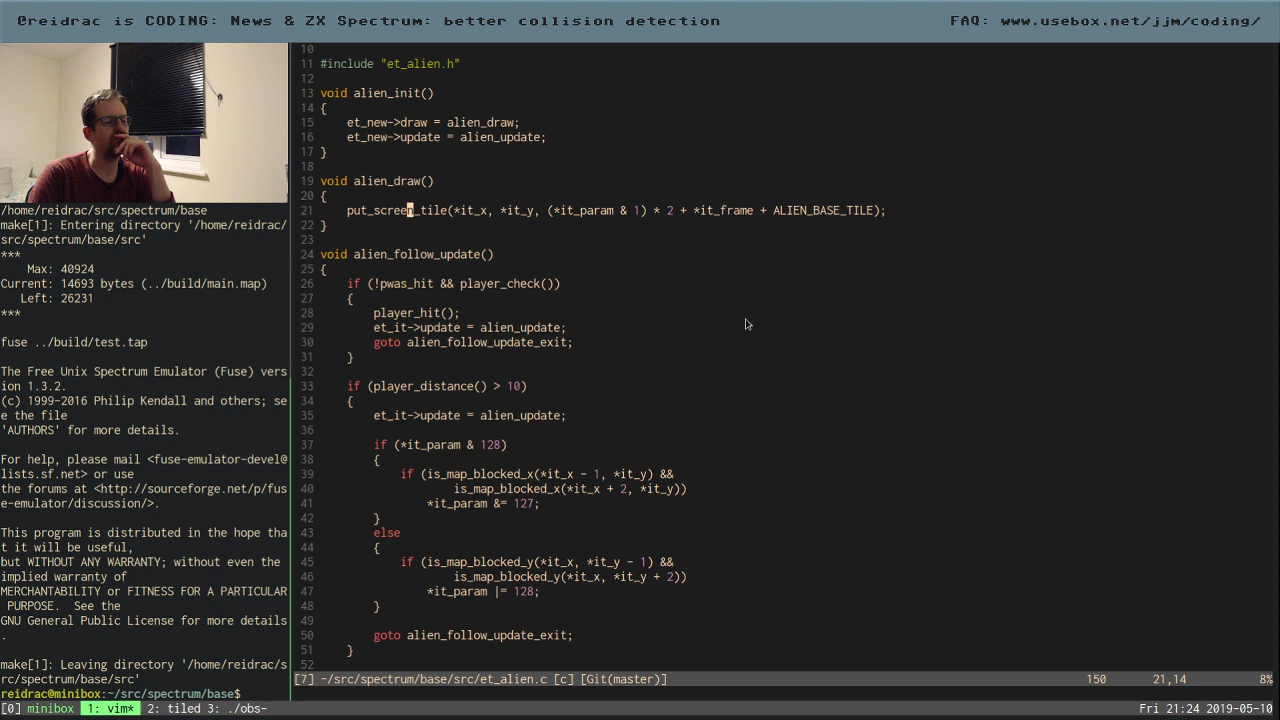 @reidrac is CODING: News & ZX Spectrum: better collision detection
FAQ: www.usebox.net/jjm/coding/
/home/reidrac/src/spectrum/base
make[1]: Entering directory '/home/reidrac/
src/spectrum/base/src'
***
Max: 40924
Current: 14693 bytes (../build/main.map)
Left: 26231
***
fuse ../build/test.tap
The Free Unix Spectrum Emulator (Fuse) vers
ion 1.3.2.
(c) 1999-2016 Philip Kendall and others; se
e the file
'AUTHORS' for more details.
For help, please mail <fuse-emulator-devel@
lists.sf.net> or use
the forums at <http://sourceforge.net/p/fus
e-emulator/discussion/>.
This program is distributed in the hope tha
t it will be useful,
but WITHOUT ANY WARRANTY; without even the
implied warranty of
MERCHANTABILITY or FITNESS FOR A PARTICULAR
PURPOSE.  See the
GNU General Public License for more details
.
make[1]: Leaving directory '/home/reidrac/s
rc/spectrum/base/src'
reidrac@minibox:~/src/spectrum/base$
10
11 #include "et_alien.h"
12
13 void alien_init()
14 {
15     et_new->draw = alien_draw;
16     et_new->update = alien_update;
17 }
18
19 void alien_draw()
20 {
21     put_screen_tile(*it_x, *it_y, (*it_param & 1) * 2 + *it_frame + ALIEN_BASE_TILE);
22 }
23
24 void alien_follow_update()
25 {
26     if (!pwas_hit && player_check())
27     {
28         player_hit();
29         et_it->update = alien_update;
30         goto alien_follow_update_exit;
31     }
32
33     if (player_distance() > 10)
34     {
35         et_it->update = alien_update;
36
37         if (*it_param & 128)
38         {
39             if (is_map_blocked_x(*it_x - 1, *it_y) &&
40                     is_map_blocked_x(*it_x + 2, *it_y))
41                 *it_param &= 127;
42         }
43         else
44         {
45             if (is_map_blocked_y(*it_x, *it_y - 1) &&
46                     is_map_blocked_y(*it_x, *it_y + 2))
47                 *it_param |= 128;
48         }
49
50         goto alien_follow_update_exit;
51     }
52
[7] ~/src/spectrum/base/src/et_alien.c [c] [Git(master)] 150 21,14 8%
[0] minibox 1: vim* 2: tiled 3: ./obs- Fri 21:24 2019-05-10